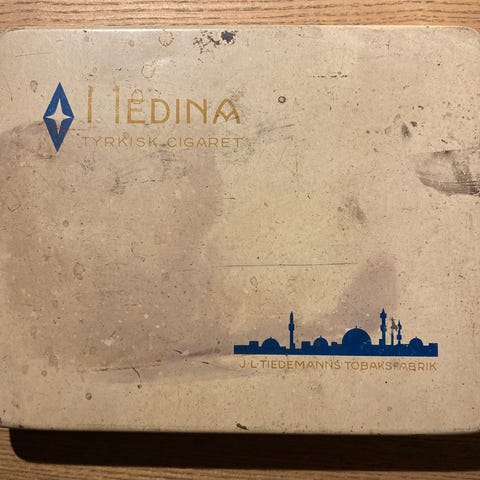 MEDINA
TYRKISK CIGARET
J·L·TIEDEMANNS TOBAKSFABRIK